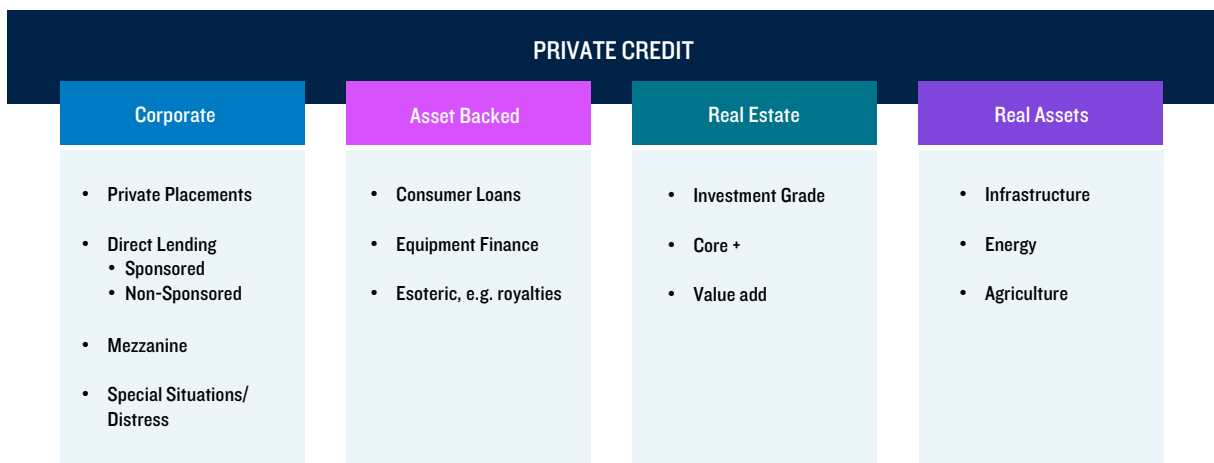 PRIVATE CREDIT
Corporate
• Private Placements
• Direct Lending
• Sponsored
• Non-Sponsored
• Mezzanine
• Special Situations/
Distress
Asset Backed
• Consumer Loans
• Equipment Finance
• Esoteric, e.g. royalties
Real Estate
• Investment Grade
• Core +
• Value add
Real Assets
• Infrastructure
• Energy
• Agriculture